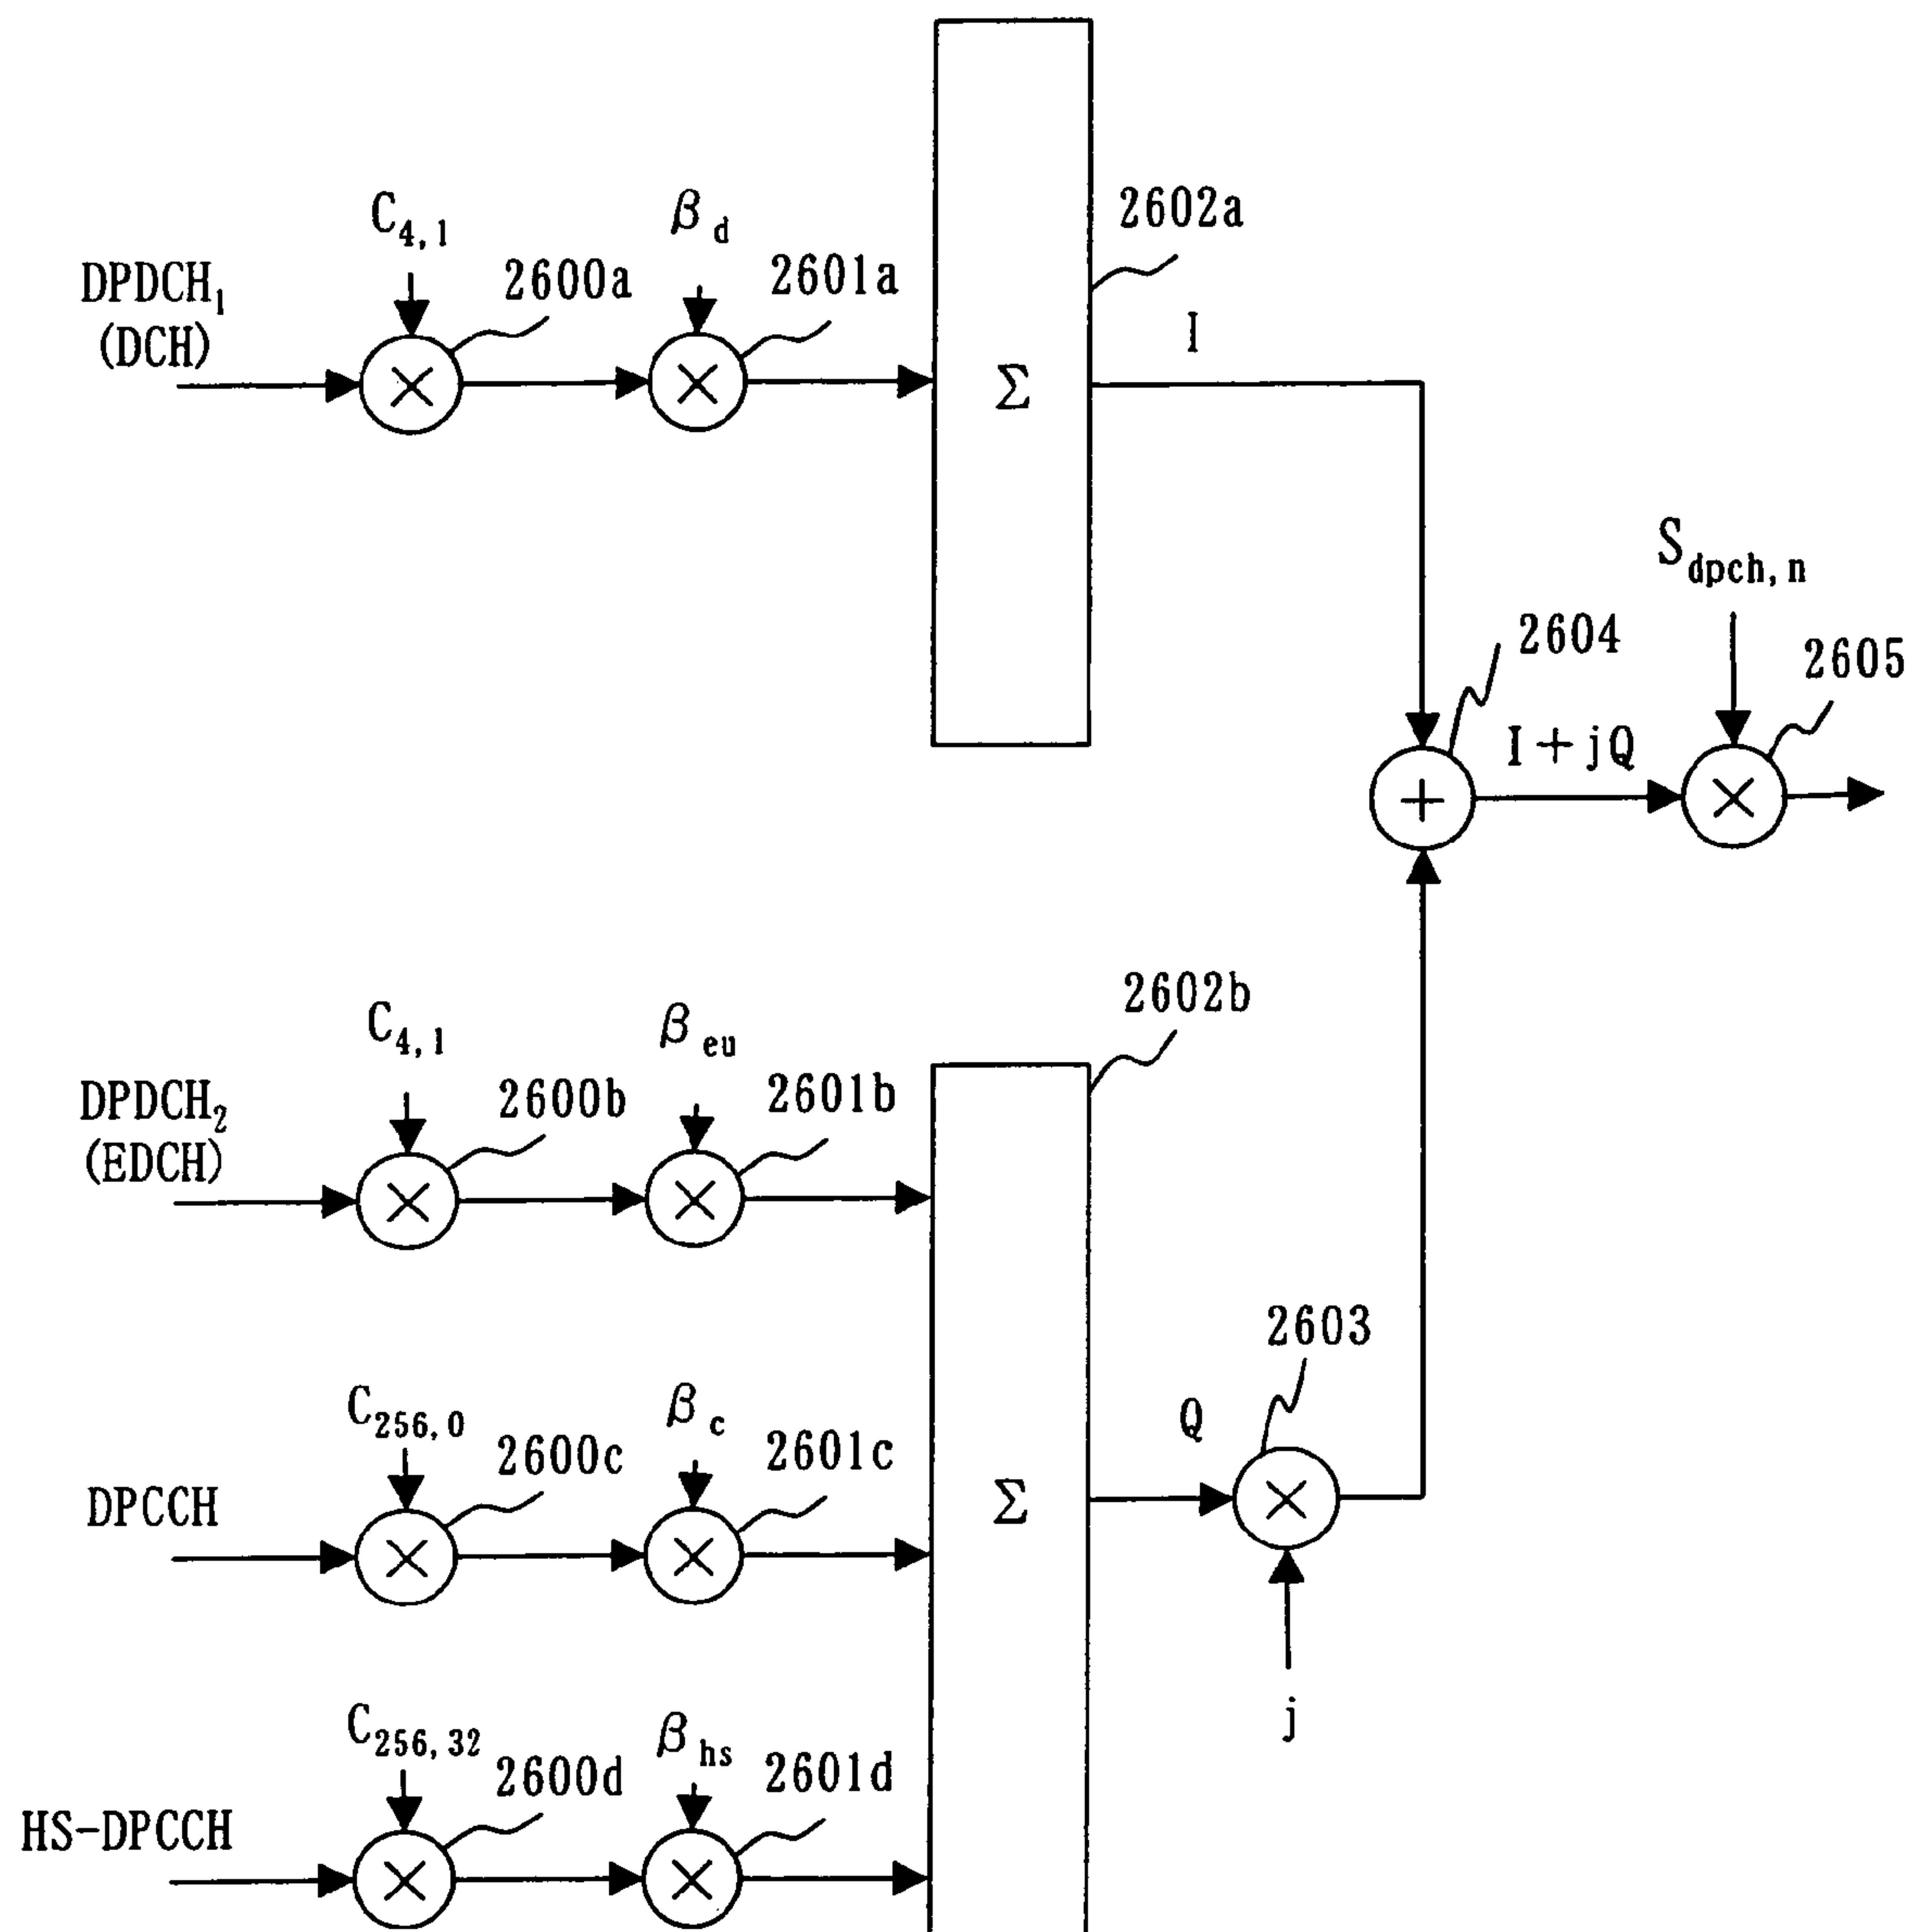 C4,1
βd
2602a
DPDCH1
(DCH)
2600a
2601a
I
Σ
Sdpch,n
2604
2605
I+jQ
2602b
C4,1
βeu
DPDCH2
(EDCH)
2600b
2601b
2603
C256,0
βc
Q
2600c
2601c
DPCCH
Σ
C256,32
βhs
j
2600d
2601d
HS-DPCCH